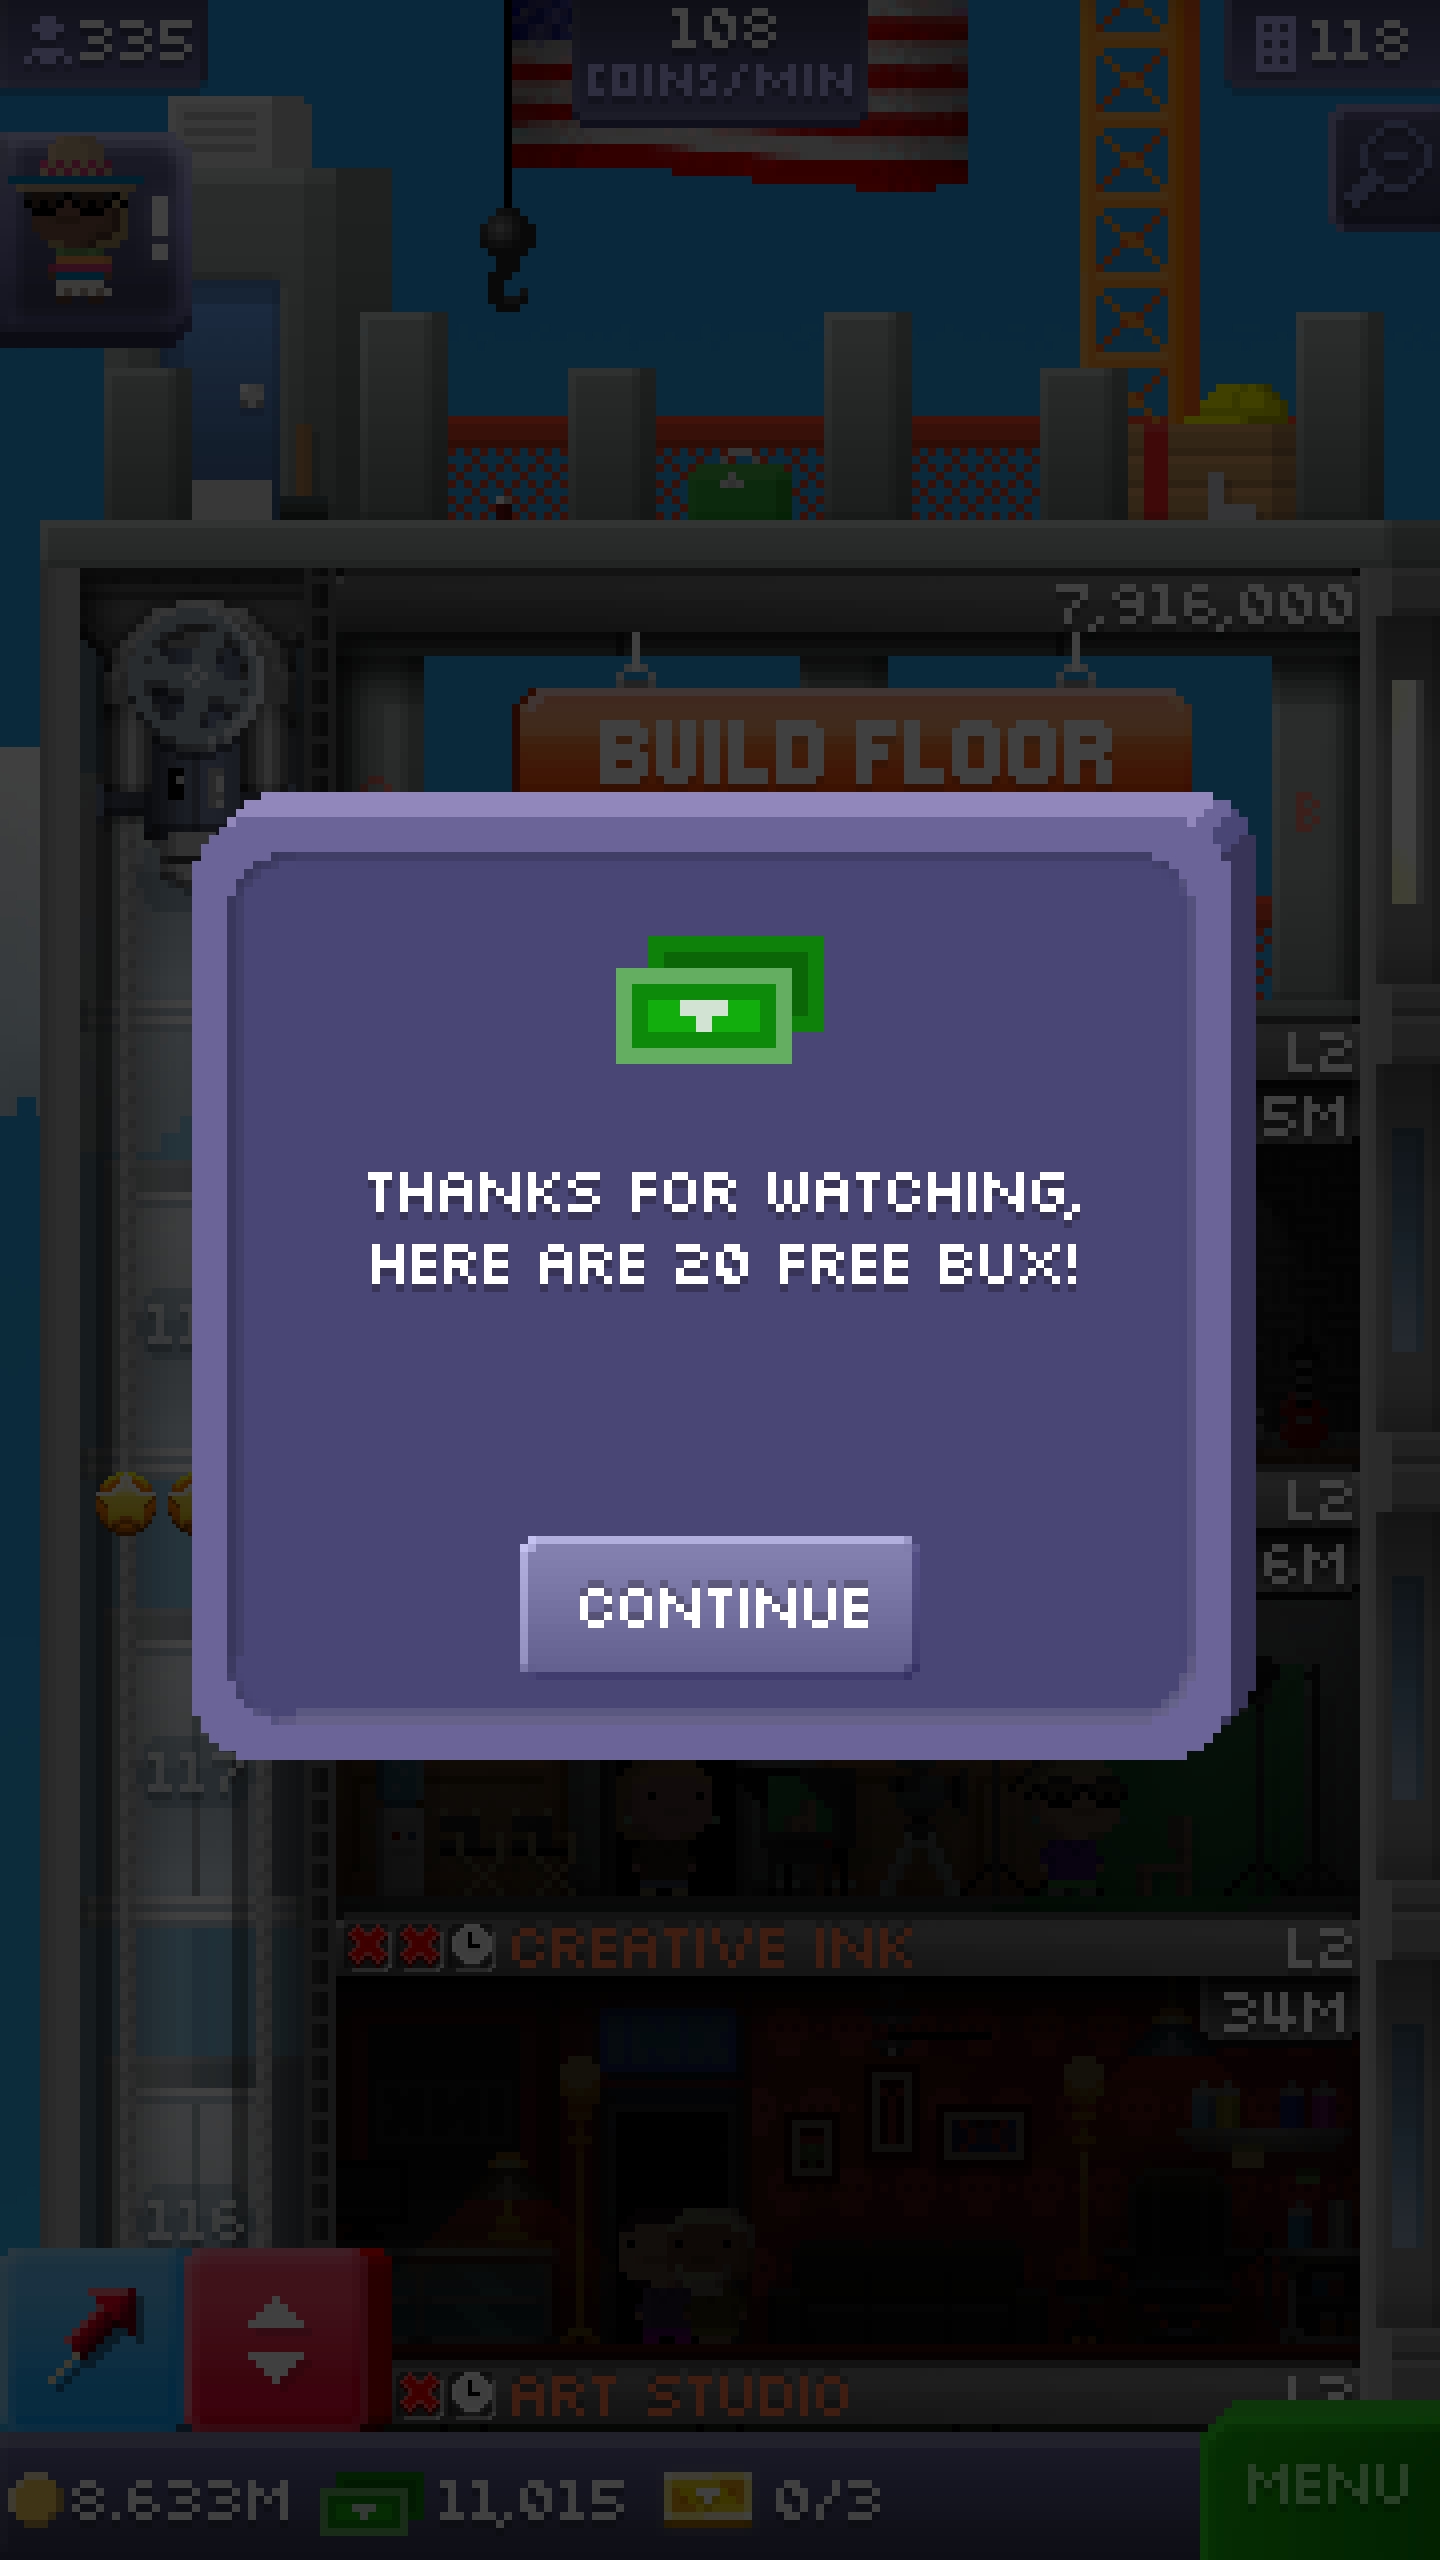 335
108
COINS/MIN
118
!
7,916,000
BUILD FLOOR
B
L2
5M
THANKS FOR WATCHING,
HERE ARE 20 FREE BUX!
L2
6M
CONTINUE
117
CREATIVE INK
L2
34M
116
ART STUDIO
8.633M
11,015
0/3
MENU